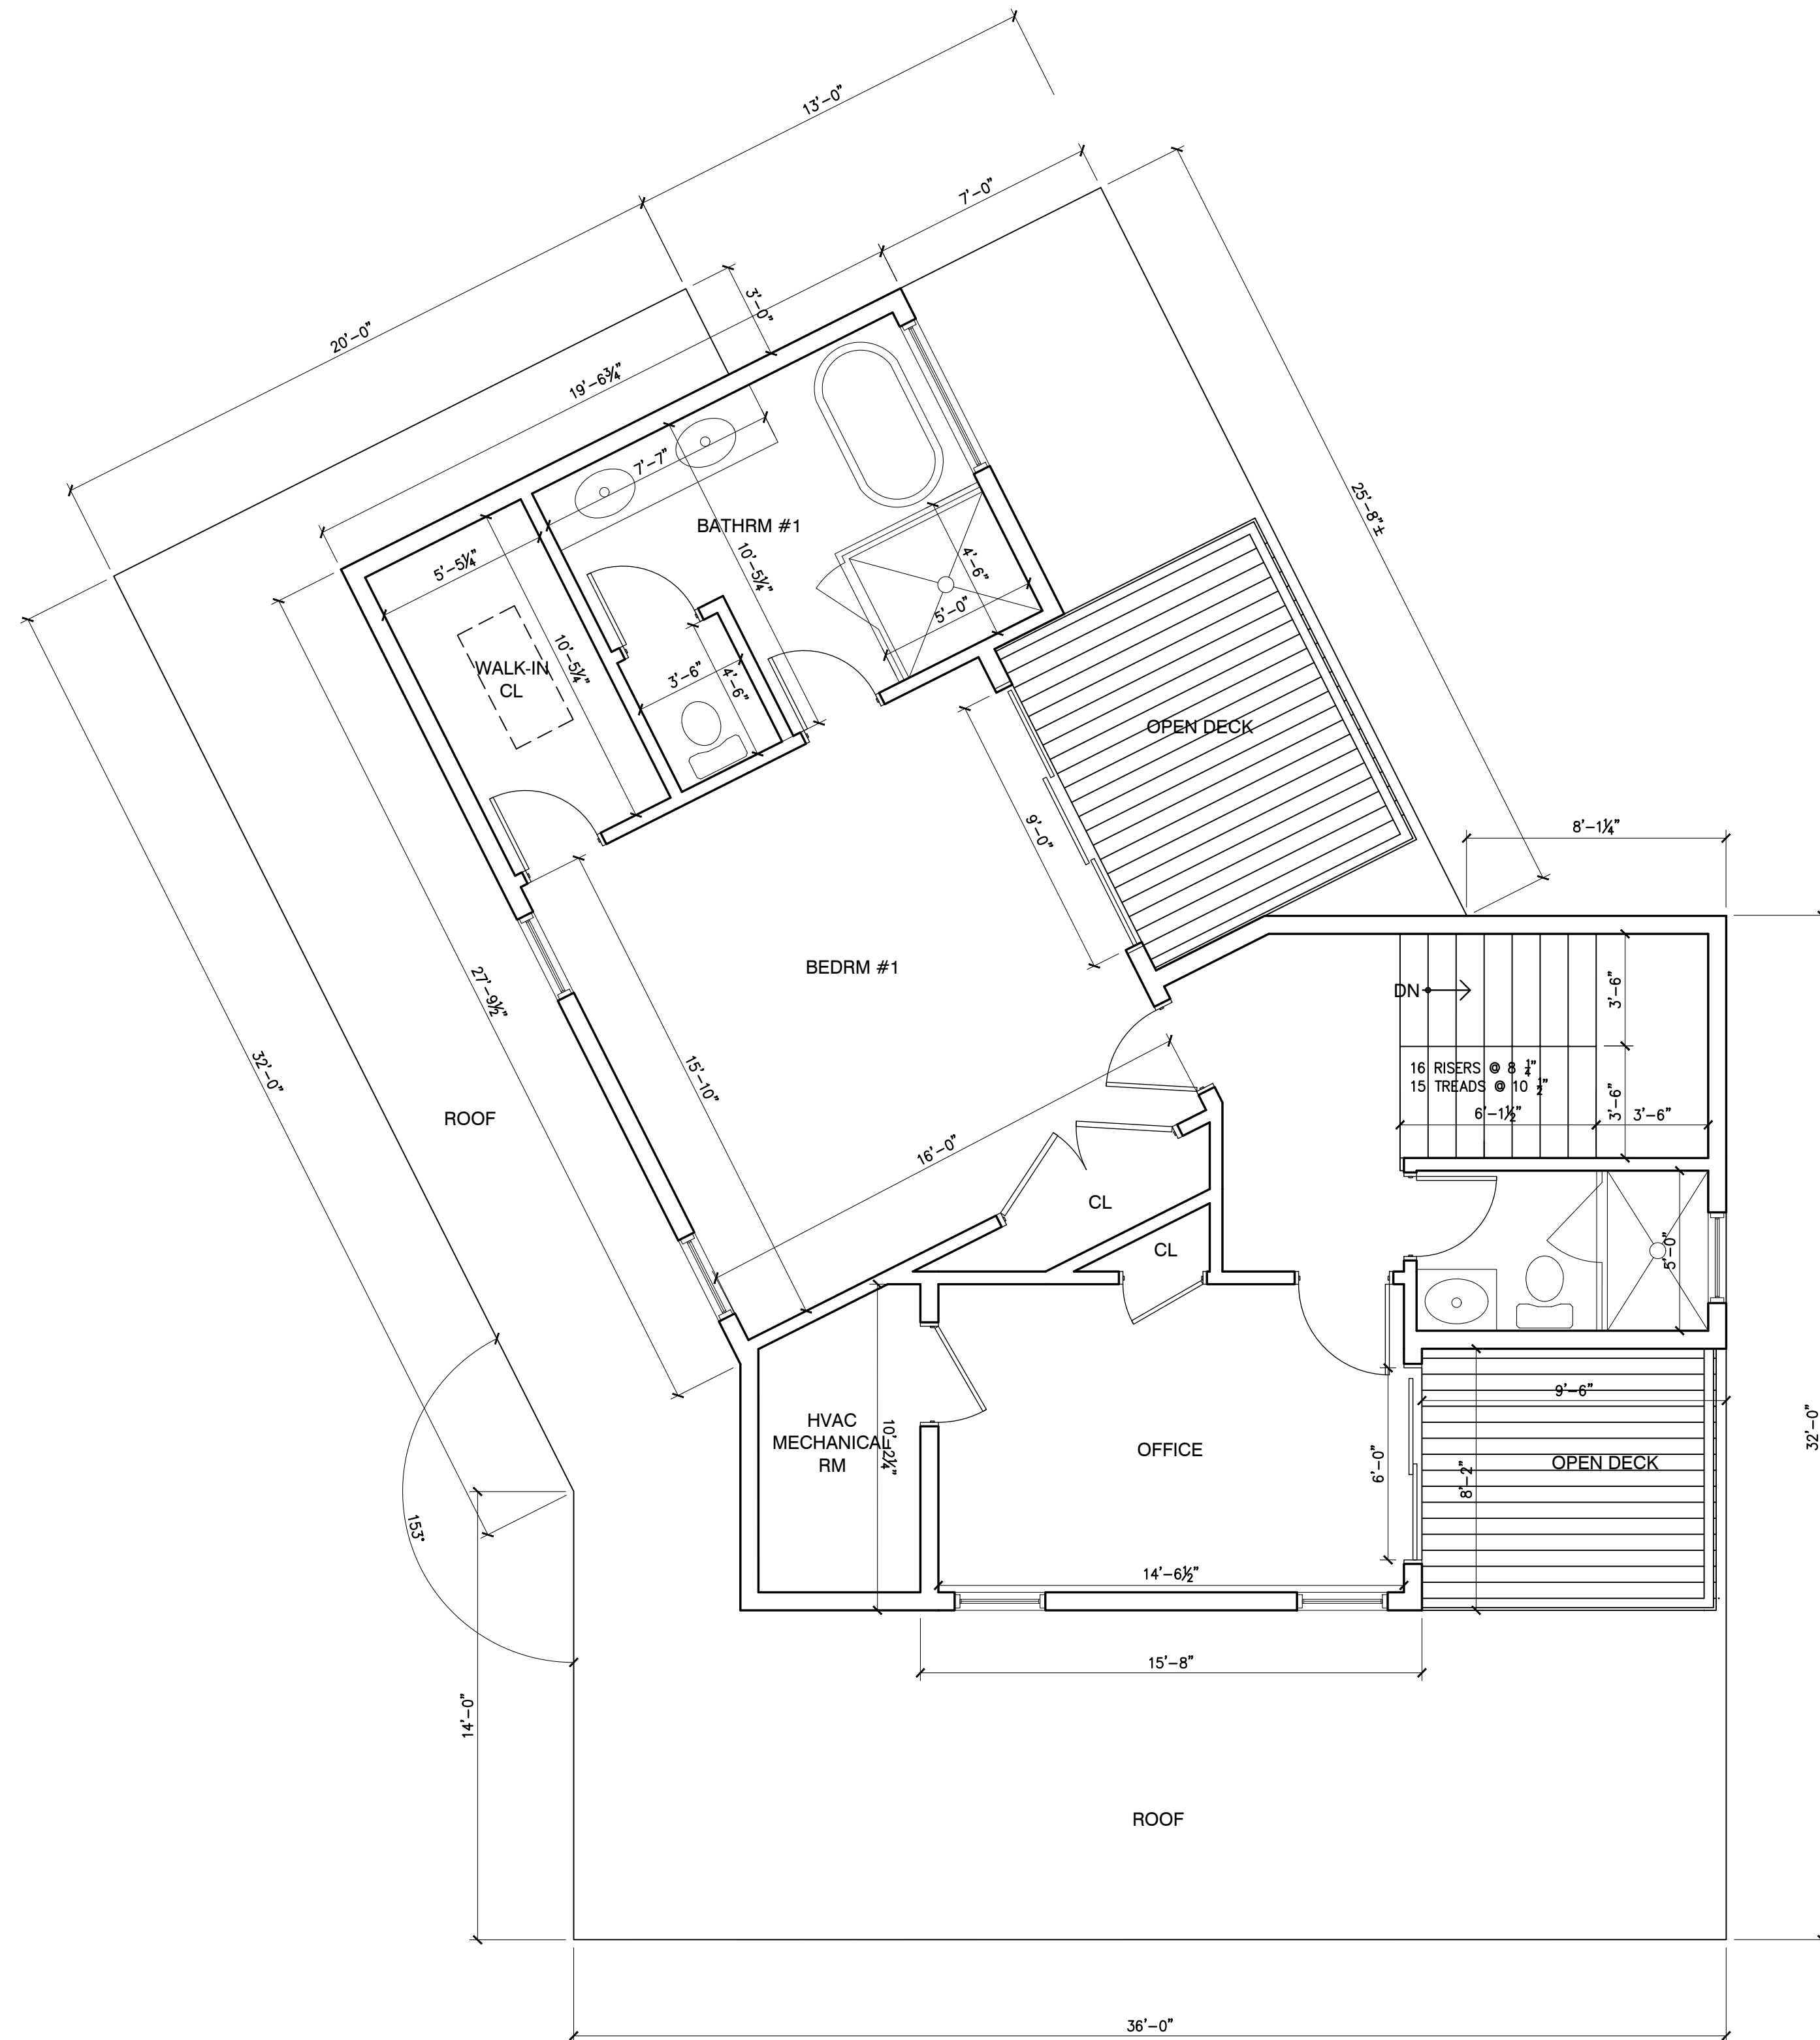 13'-0"
7'-0"
3'-0"
20'-0"
19'-6¾"
7'-7"
25'-8"±
BATHRM #1
10'-5¼"
4'-6"
5'-5¼"
5'-0"
10'-5¼"
WALK-IN
CL
3'-6"
4'-6"
OPEN DECK
9'-0"
8'-1¼"
BEDRM #1
27'-9½"
DN
3'-6"
32'-0"
15'-10"
16 RISERS @ 8 ¼"
15 TREADS @ 10 ½"
3'-6"
6'-1½"
3'-6"
ROOF
16'-0"
CL
CL
5'-0"
9'-6"
HVAC
MECHANICAL
RM
10'-2¼"
OFFICE
6'-0"
8'-2"
OPEN DECK
32'-0"
153°
14'-6½"
15'-8"
14'-0"
ROOF
36'-0"